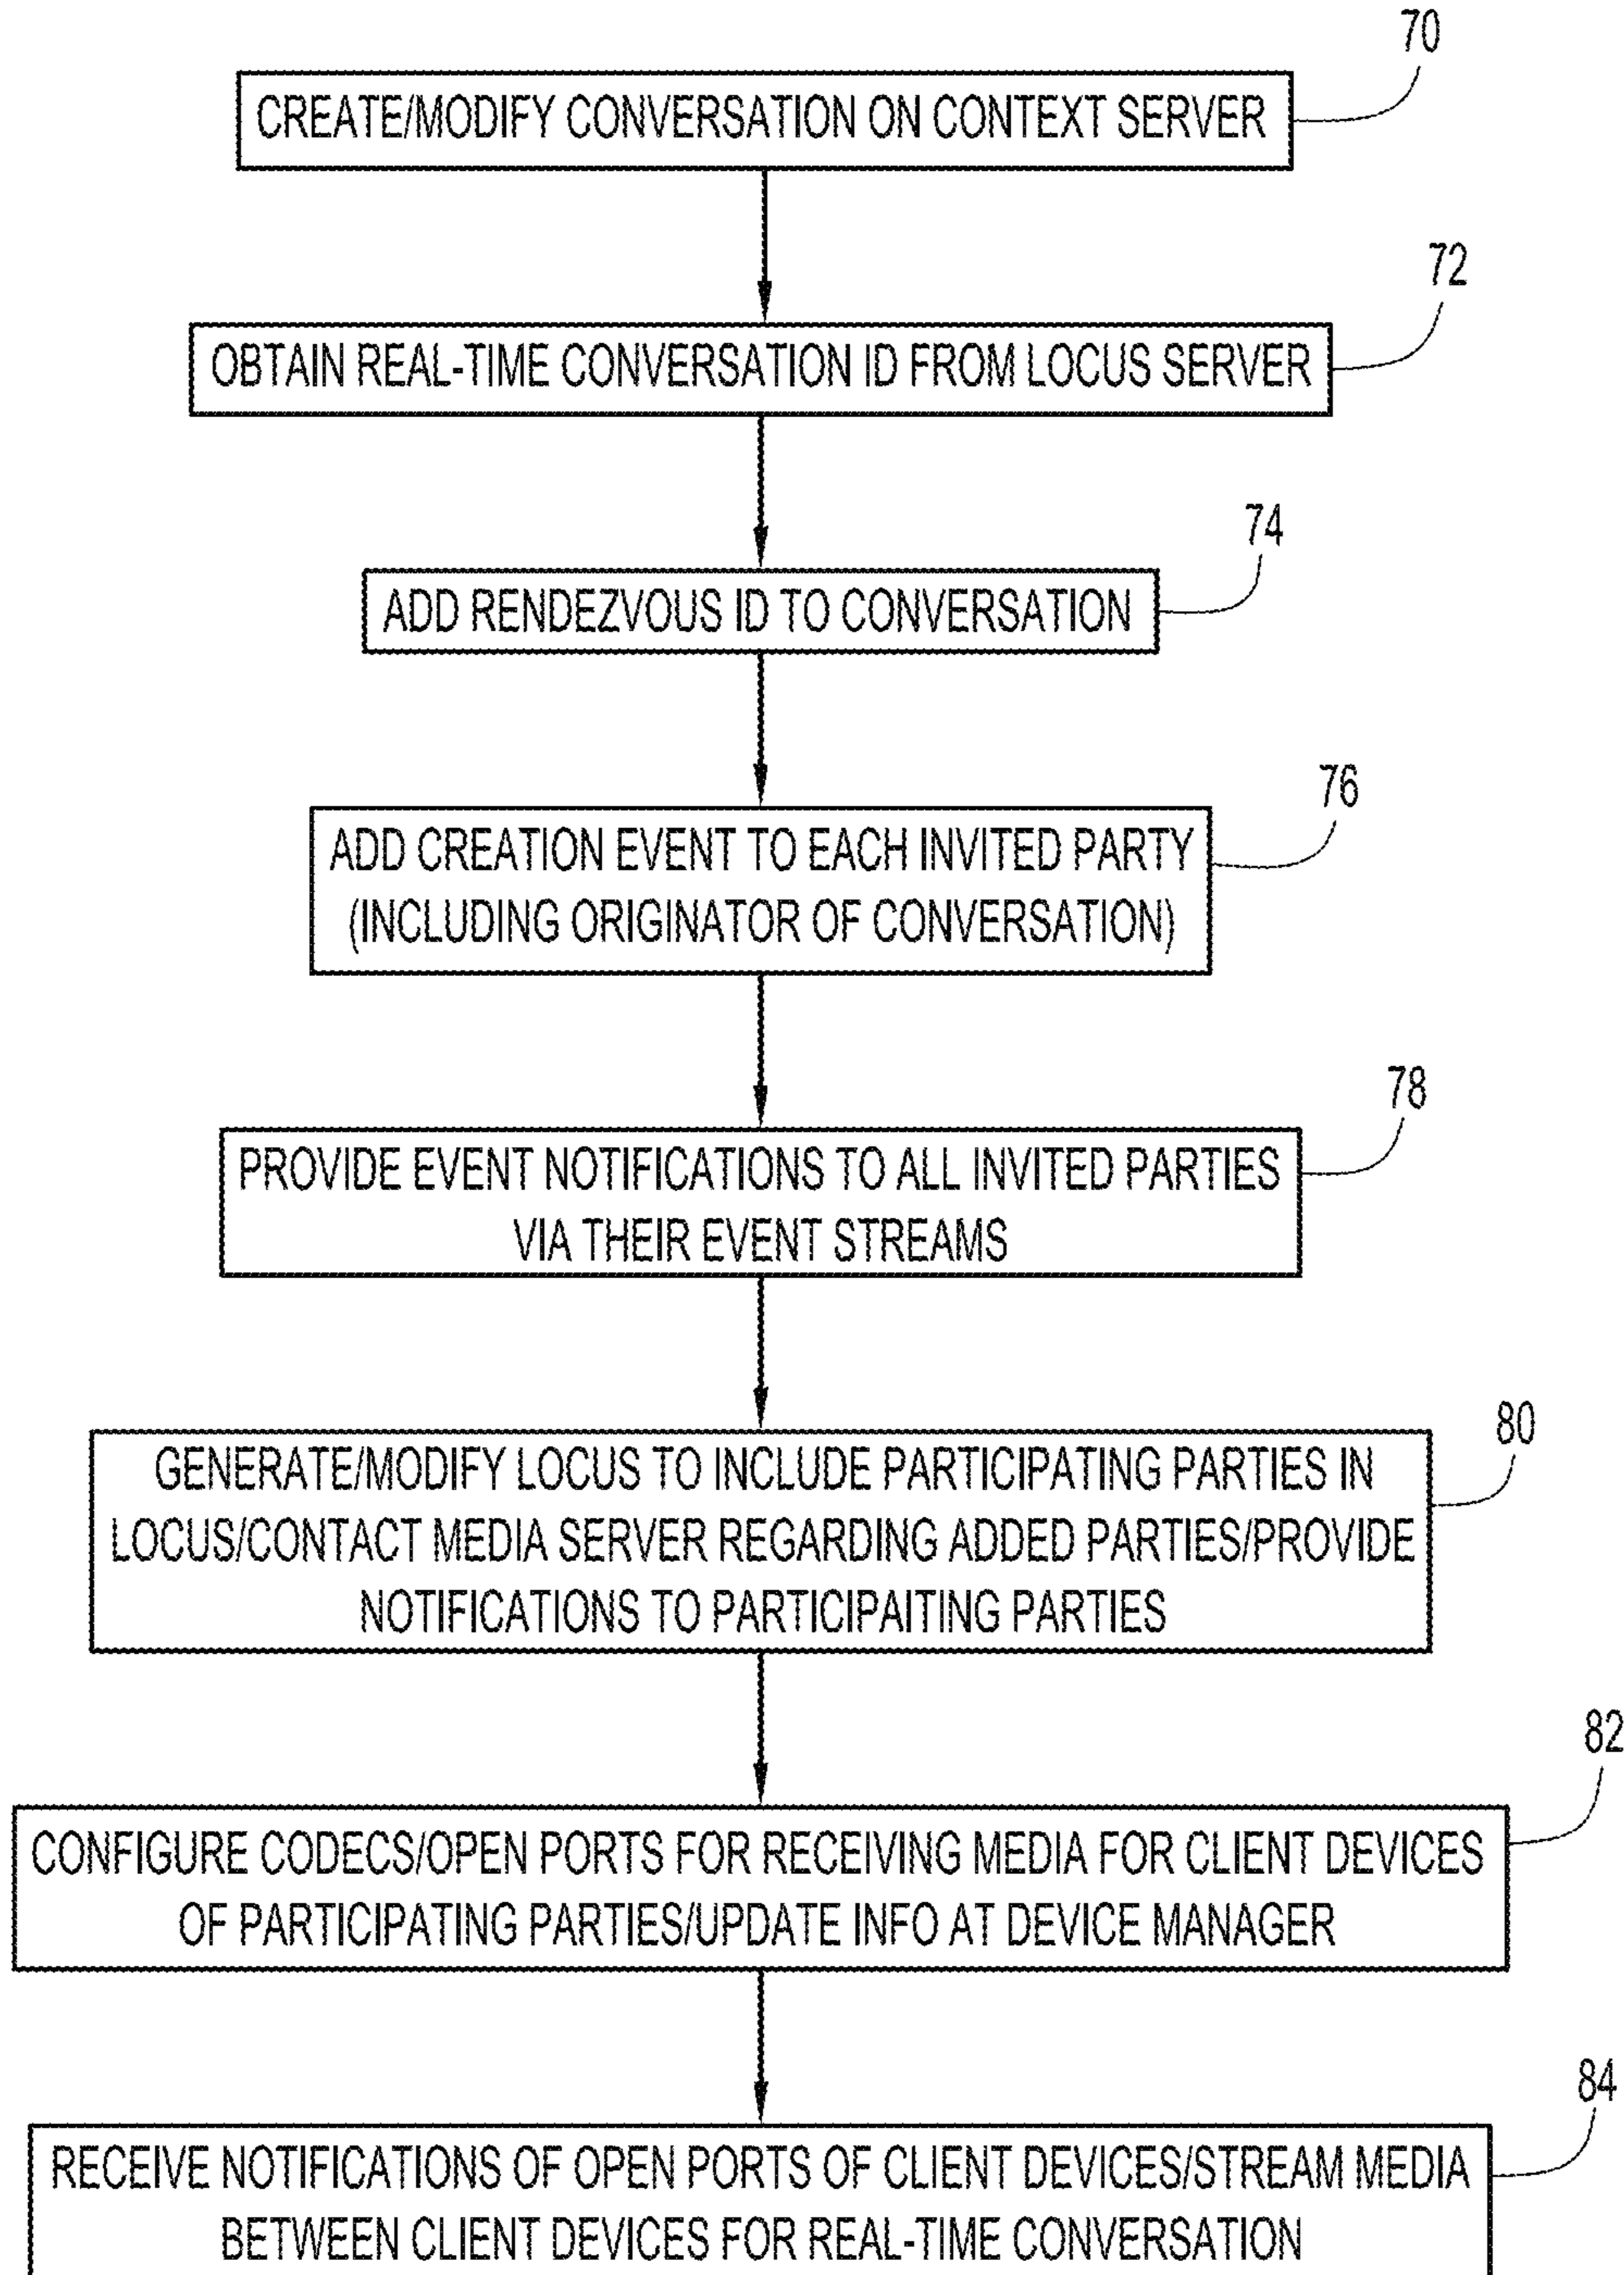 70
CREATE/MODIFY CONVERSATION ON CONTEXT SERVER
72
OBTAIN REAL-TIME CONVERSATION ID FROM LOCUS SERVER
74
ADD RENDEZVOUS ID TO CONVERSATION
76
ADD CREATION EVENT TO EACH INVITED PARTY
(INCLUDING ORIGINATOR OF CONVERSATION)
78
PROVIDE EVENT NOTIFICATIONS TO ALL INVITED PARTIES
VIA THEIR EVENT STREAMS
80
GENERATE/MODIFY LOCUS TO INCLUDE PARTICIPATING PARTIES IN
LOCUS/CONTACT MEDIA SERVER REGARDING ADDED PARTIES/PROVIDE
NOTIFICATIONS TO PARTICIPAITING PARTIES
82
CONFIGURE CODECS/OPEN PORTS FOR RECEIVING MEDIA FOR CLIENT DEVICES
OF PARTICIPATING PARTIES/UPDATE INFO AT DEVICE MANAGER
84
RECEIVE NOTIFICATIONS OF OPEN PORTS OF CLIENT DEVICES/STREAM MEDIA
BETWEEN CLIENT DEVICES FOR REAL-TIME CONVERSATION